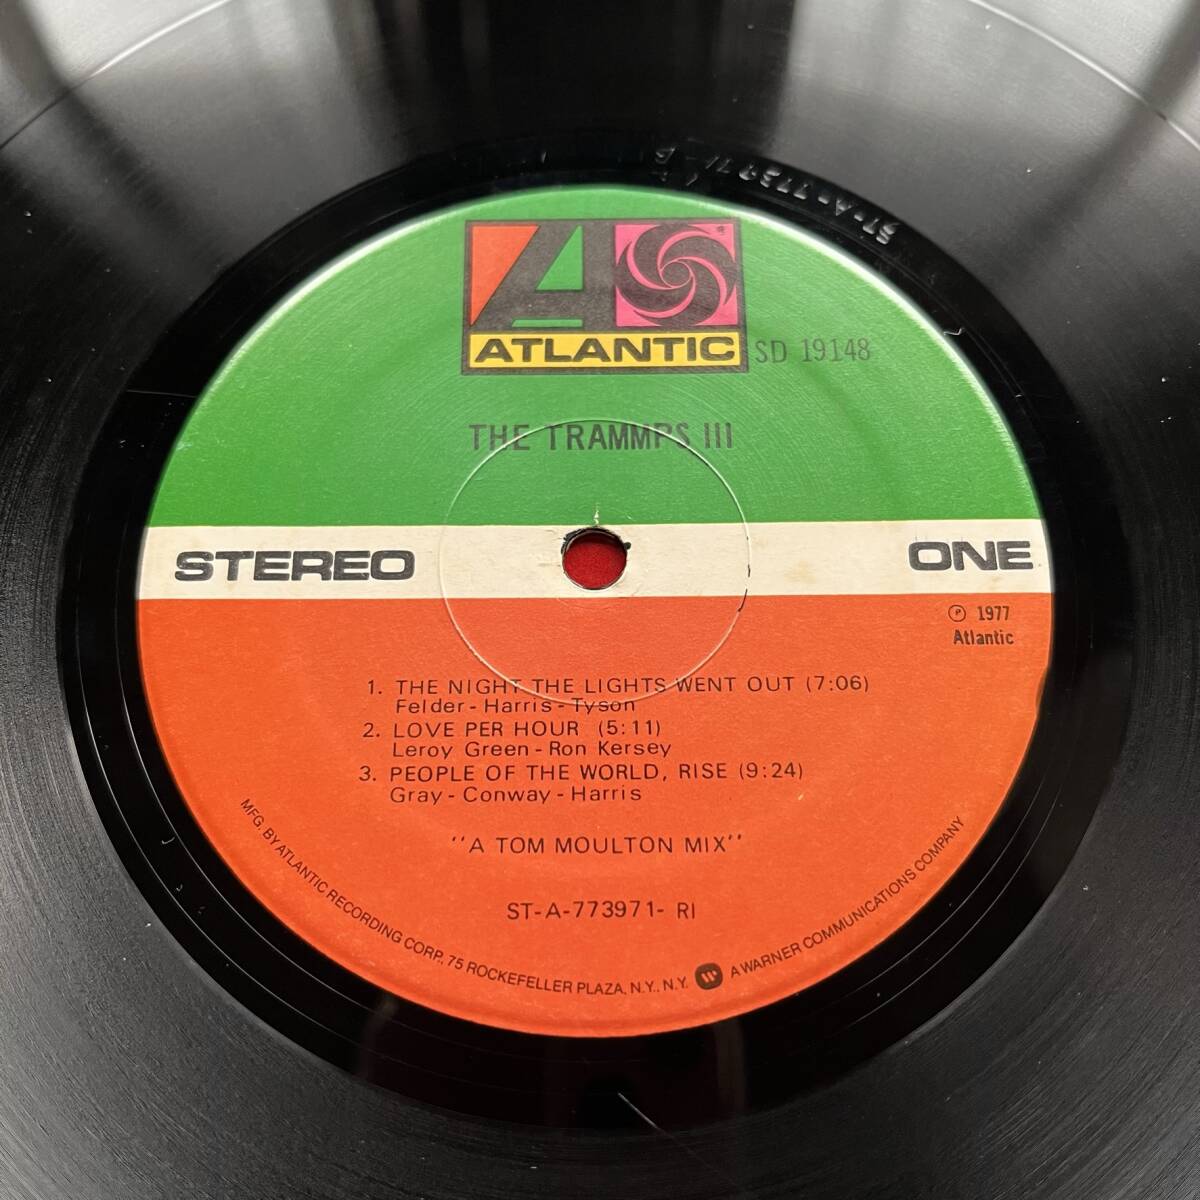 ST-A-7739
ATLANTIC
SD 19148
THE TRAMMPS III
STEREO
ONE
Ⓟ 1977
Atlantic
1. THE NIGHT THE LIGHTS WENT OUT (7:06)
Felder - Harris - Tyson
2. LOVE PER HOUR (5:11)
Leroy Green - Ron Kersey
3. PEOPLE OF THE WORLD, RISE (9:24)
Gray - Conway - Harris
''A TOM MOULTON MIX''
ST-A-773971- RI
MFG. BY ATLANTIC RECORDING CORP., 75 ROCKEFELLER PLAZA, N.Y., N.Y. A WARNER COMMUNICATIONS COMPANY